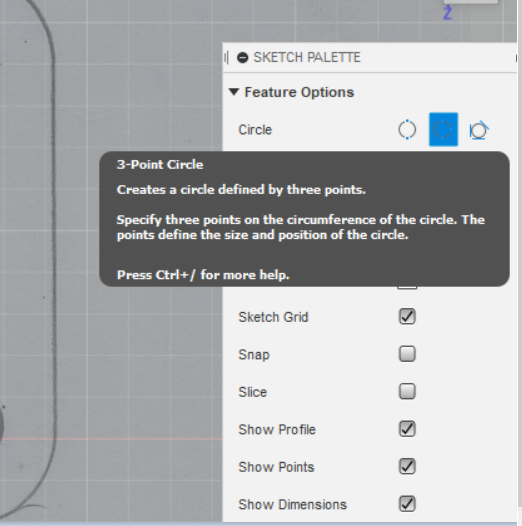 Z
SKETCH PALETTE
Feature Options
Circle
3-Point Circle
Creates a circle defined by three points.
Specify three points on the circumference of the circle. The
points define the size and position of the circle.
Press Ctrl+/ for more help.
Sketch Grid
Snap
Slice
Show Profile
Show Points
Show Dimensions